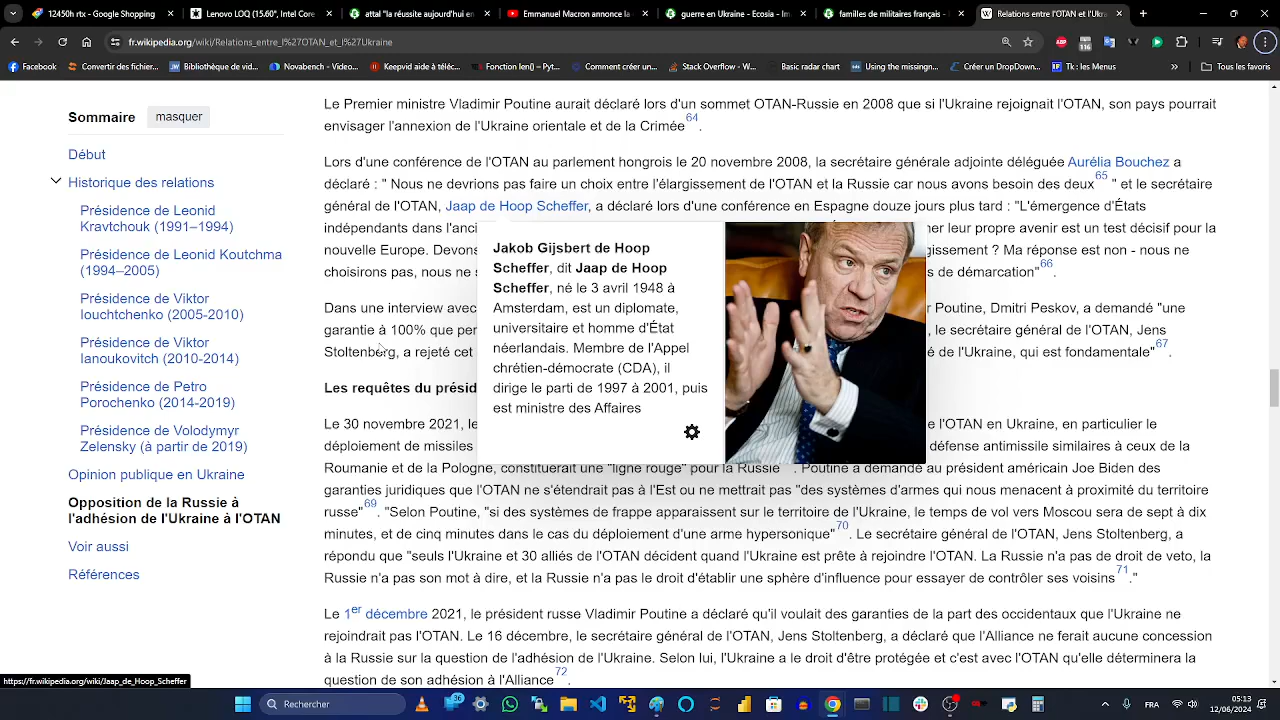 12450h rtx - Google Shopping
Lenovo LOQ (15.60", Intel Core
attal "la réussite aujourd'hui en
Emmanuel Macron annonce la
guerre en Ukraine - Ecosia - Im
familles de militaires français -
Relations entre l'OTAN et l'Uk
fr.wikipedia.org/wiki/Relations_entre_l%27OTAN_et_l%27Ukraine
ABP
116
Facebook
Convertir des fichier...
Bibliothèque de vid...
Novabench - Video...
Keepvid aide à téléc...
Fonction len() – Pyt...
Comment créer un...
Stack Overflow - W...
Basic radar chart
Using the missingn...
Créer un DropDown...
Tk : les Menus
»
Tous les favoris
Sommaire
masquer
Début
Historique des relations
Présidence de Leonid
Kravtchouk (1991–1994)
Présidence de Leonid Koutchma
(1994–2005)
Présidence de Viktor
Iouchtchenko (2005-2010)
Présidence de Viktor
Ianoukovitch (2010-2014)
Présidence de Petro
Porochenko (2014-2019)
Présidence de Volodymyr
Zelensky (à partir de 2019)
Opinion publique en Ukraine
Opposition de la Russie à
l'adhésion de l'Ukraine à l'OTAN
Voir aussi
Références
Le Premier ministre Vladimir Poutine aurait déclaré lors d'un sommet OTAN-Russie en 2008 que si l'Ukraine rejoignait l'OTAN, son pays pourrait
envisager l'annexion de l'Ukraine orientale et de la Crimée64.
Lors d'une conférence de l'OTAN au parlement hongrois le 20 novembre 2008, la secrétaire générale adjointe déléguée Aurélia Bouchez a
déclaré : " Nous ne devrions pas faire un choix entre l'élargissement de l'OTAN et la Russie car nous avons besoin des deux65 " et le secrétaire
général de l'OTAN, Jaap de Hoop Scheffer, a déclaré lors d'une conférence en Espagne douze jours plus tard : "L'émergence d'États
indépendants dans l'anci ner leur propre avenir est un test décisif pour la
nouvelle Europe. Devons gissement ? Ma réponse est non - nous ne
choisirons pas, nous ne s s de démarcation"66.
Dans une interview avec r Poutine, Dmitri Peskov, a demandé "une
garantie à 100% que per , le secrétaire général de l'OTAN, Jens
Stoltenberg, a rejeté cet é de l'Ukraine, qui est fondamentale"67.
Les requêtes du présid
Le 30 novembre 2021, le e l'OTAN en Ukraine, en particulier le
déploiement de missiles défense antimissile similaires à ceux de la
Roumanie et de la Pologne, constituerait une "ligne rouge" pour la Russie . Poutine a demandé au président américain Joe Biden des
garanties juridiques que l'OTAN ne s'étendrait pas à l'Est ou ne mettrait pas "des systèmes d'armes qui nous menacent à proximité du territoire
russe"69. "Selon Poutine, "si des systèmes de frappe apparaissent sur le territoire de l'Ukraine, le temps de vol vers Moscou sera de sept à dix
minutes, et de cinq minutes dans le cas du déploiement d'une arme hypersonique"70. Le secrétaire général de l'OTAN, Jens Stoltenberg, a
répondu que "seuls l'Ukraine et 30 alliés de l'OTAN décident quand l'Ukraine est prête à rejoindre l'OTAN. La Russie n'a pas de droit de veto, la
Russie n'a pas son mot à dire, et la Russie n'a pas le droit d'établir une sphère d'influence pour essayer de contrôler ses voisins71."
Le 1er décembre 2021, le président russe Vladimir Poutine a déclaré qu'il voulait des garanties de la part des occidentaux que l'Ukraine ne
rejoindrait pas l'OTAN. Le 16 décembre, le secrétaire général de l'OTAN, Jens Stoltenberg, a déclaré que l'Alliance ne ferait aucune concession
à la Russie sur la question de l'adhésion de l'Ukraine. Selon lui, l'Ukraine a le droit d'être protégée et c'est avec l'OTAN qu'elle déterminera la
question de son adhésion à l'Alliance72.
Jakob Gijsbert de Hoop
Scheffer, dit Jaap de Hoop
Scheffer, né le 3 avril 1948 à
Amsterdam, est un diplomate,
universitaire et homme d'État
néerlandais. Membre de l'Appel
chrétien-démocrate (CDA), il
dirige le parti de 1997 à 2001, puis
est ministre des Affaires
https://fr.wikipedia.org/wiki/Jaap_de_Hoop_Scheffer
Rechercher
36
FRA
05:13
12/06/2024